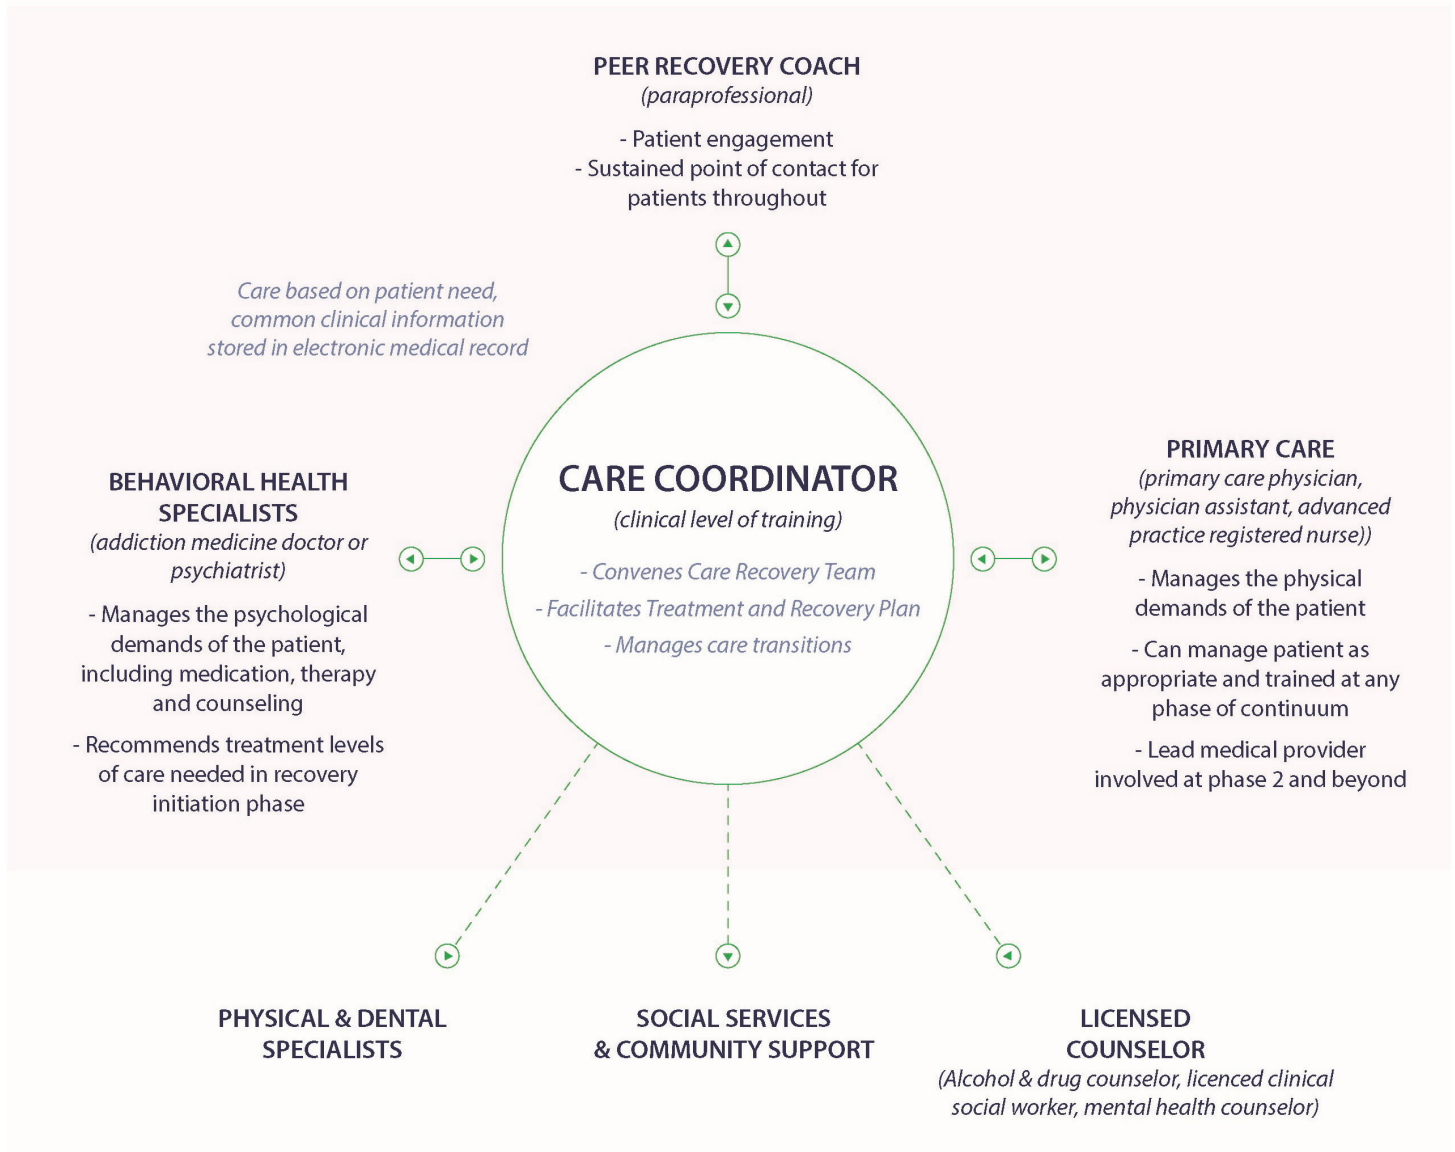 PEER RECOVERY COACH
(paraprofessional)
- Patient engagement
- Sustained point of contact for
patients throughout
Care based on patient need,
common clinical information
stored in electronic medical record
BEHAVIORAL HEALTH
SPECIALISTS
(addiction medicine doctor or
psychiatrist)
- Manages the psychological
demands of the patient,
including medication, therapy
and counseling
- Recommends treatment levels
of care needed in recovery
initiation phase
CARE COORDINATOR
(clinical level of training)
- Convenes Care Recovery Team
- Facilitates Treatment and Recovery Plan
- Manages care transitions
PRIMARY CARE
(primary care physician,
physician assistant, advanced
practice registered nurse))
- Manages the physical
demands of the patient
- Can manage patient as
appropriate and trained at any
phase of continuum
- Lead medical provider
involved at phase 2 and beyond
PHYSICAL & DENTAL
SPECIALISTS
SOCIAL SERVICES
& COMMUNITY SUPPORT
LICENSED
COUNSELOR
(Alcohol & drug counselor, licenced clinical
social worker, mental health counselor)